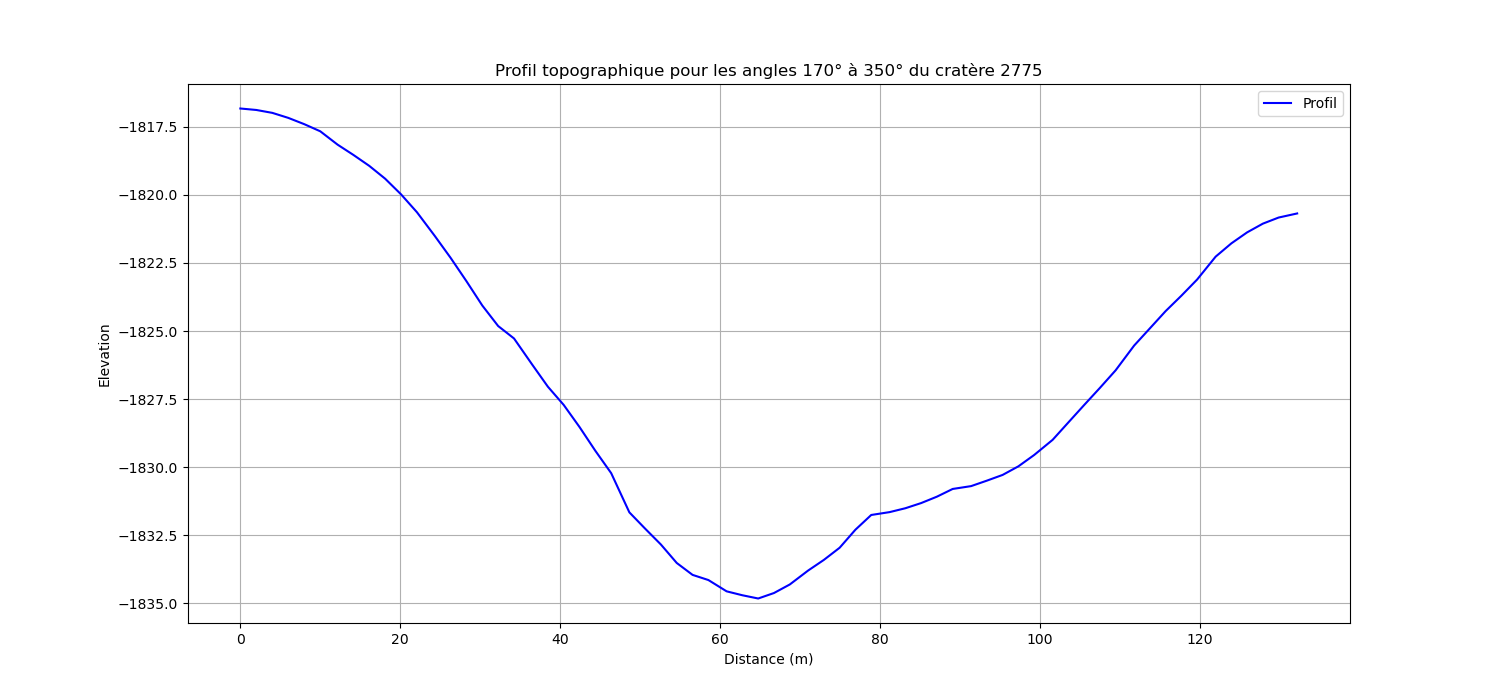 Profil topographique pour les angles 170° à 350° du cratère 2775
Profil
Elevation
−1817.5
−1820.0
−1822.5
−1825.0
−1827.5
−1830.0
−1832.5
−1835.0
0 20 40 60 80 100 120
Distance (m)